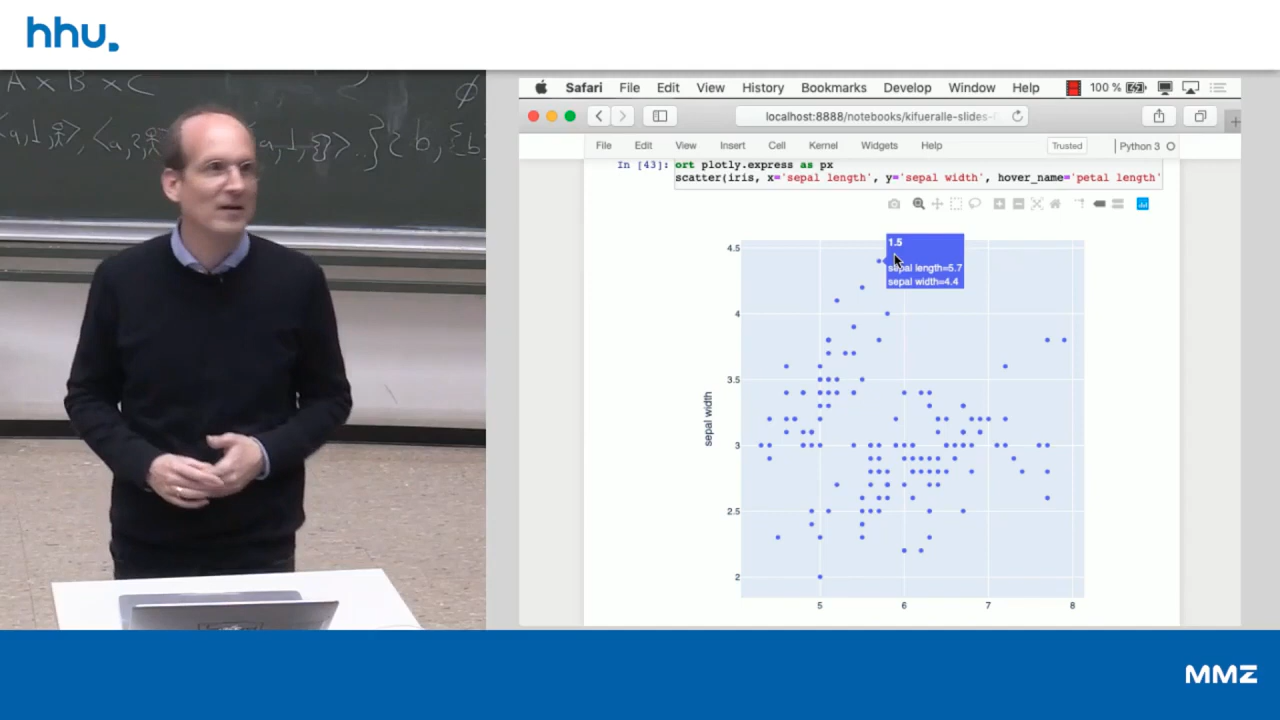 hhu.
A x B x C
Safari File Edit View History Bookmarks Develop Window Help 100 %
localhost:8888/notebooks/kifueralle-slides-
File Edit View Insert Cell Kernel Widgets Help Trusted Python 3
In [43]: ort plotly.express as px
scatter(iris, x='sepal length', y='sepal width', hover_name='petal length'
1.5
sepal length=5.7
sepal width=4.4
4.5
4
3.5
3
2.5
2
sepal width
5 6 7 8
MMZ